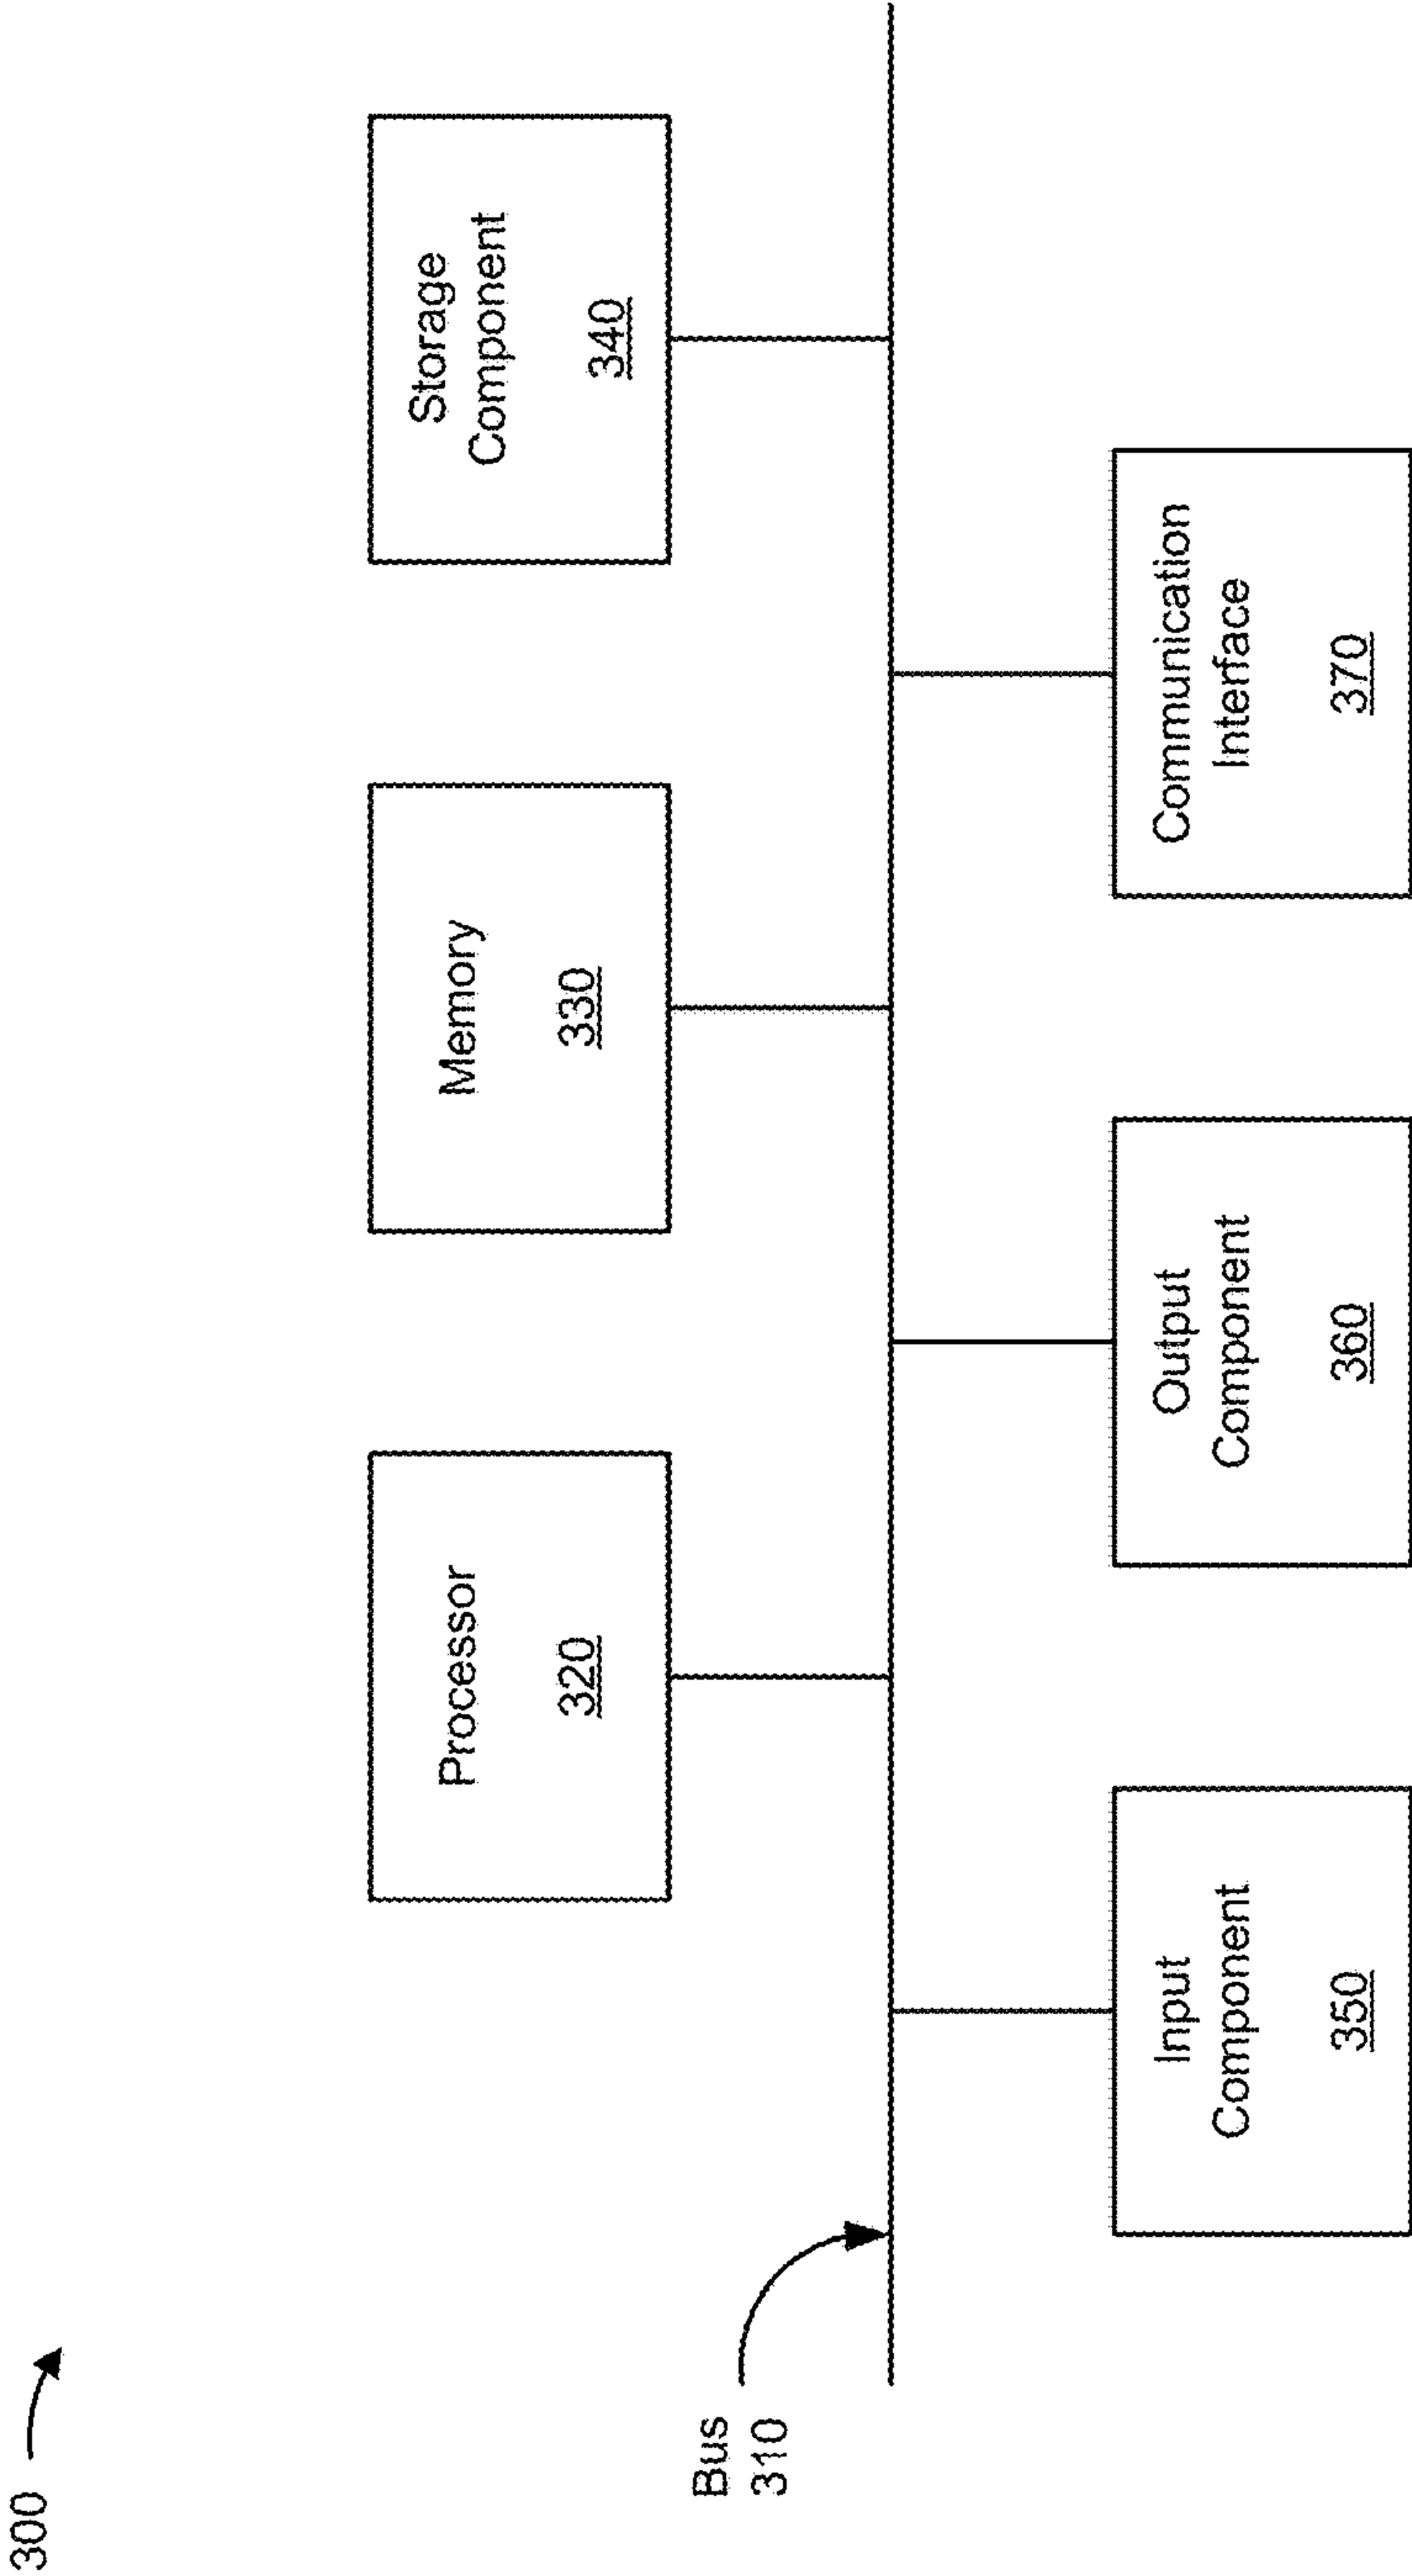 300
Processor
320
Memory
330
Storage
Component
340
Bus
310
Input
Component
350
Output
Component
360
Communication
Interface
370